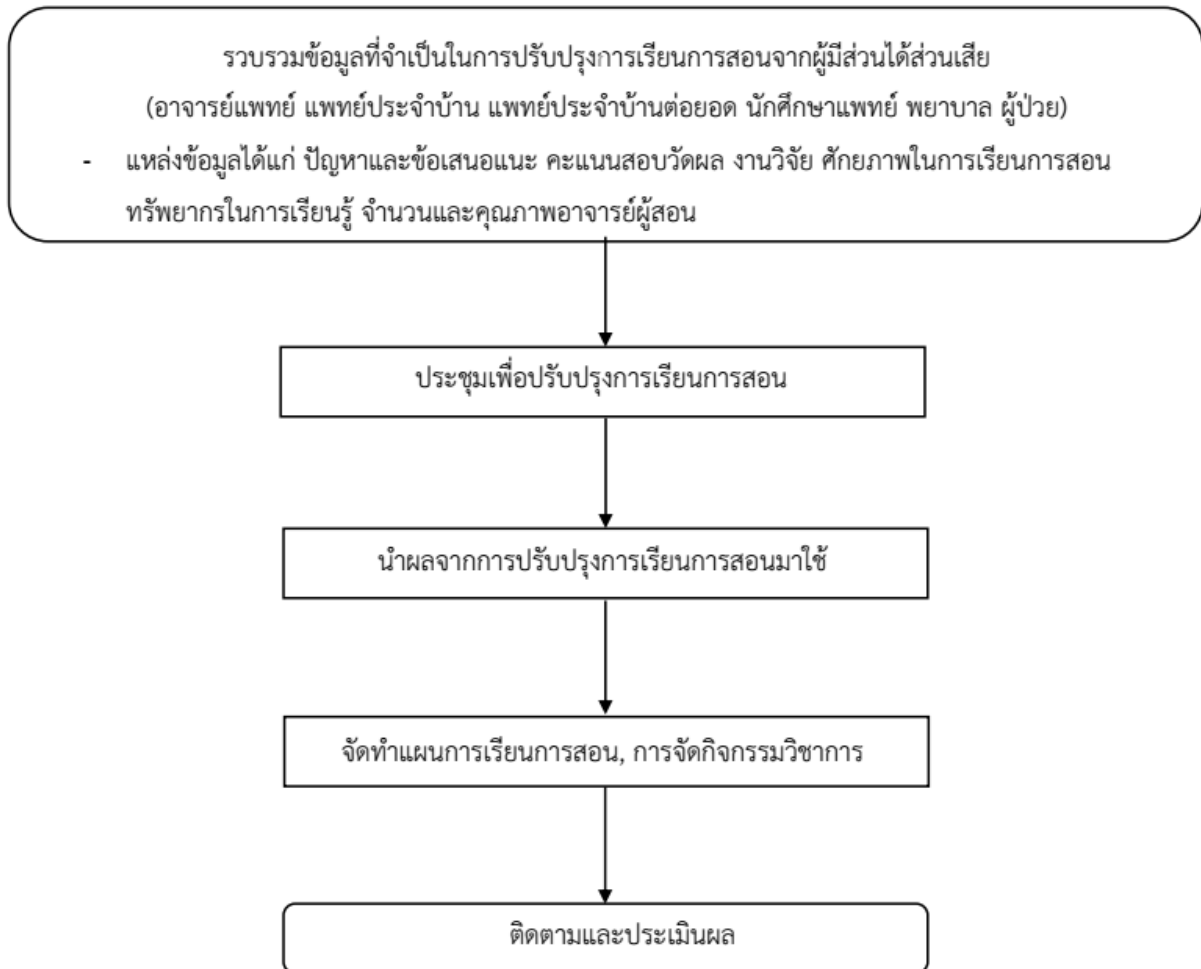 รวบรวมข้อมูลที่จำเป็นในการปรับปรุงการเรียนการสอนจากผู้มีส่วนได้ส่วนเสีย
(อาจารย์แพทย์ แพทย์ประจำบ้าน แพทย์ประจำบ้านต่อยอด นักศึกษาแพทย์ พยาบาล ผู้ป่วย)
- แหล่งข้อมูลได้แก่ ปัญหาและข้อเสนอแนะ คะแนนสอบวัดผล งานวิจัย ศักยภาพในการเรียนการสอน
ทรัพยากรในการเรียนรู้ จำนวนและคุณภาพอาจารย์ผู้สอน
ประชุมเพื่อปรับปรุงการเรียนการสอน
นำผลจากการปรับปรุงการเรียนการสอนมาใช้
จัดทำแผนการเรียนการสอน, การจัดกิจกรรมวิชาการ
ติดตามและประเมินผล